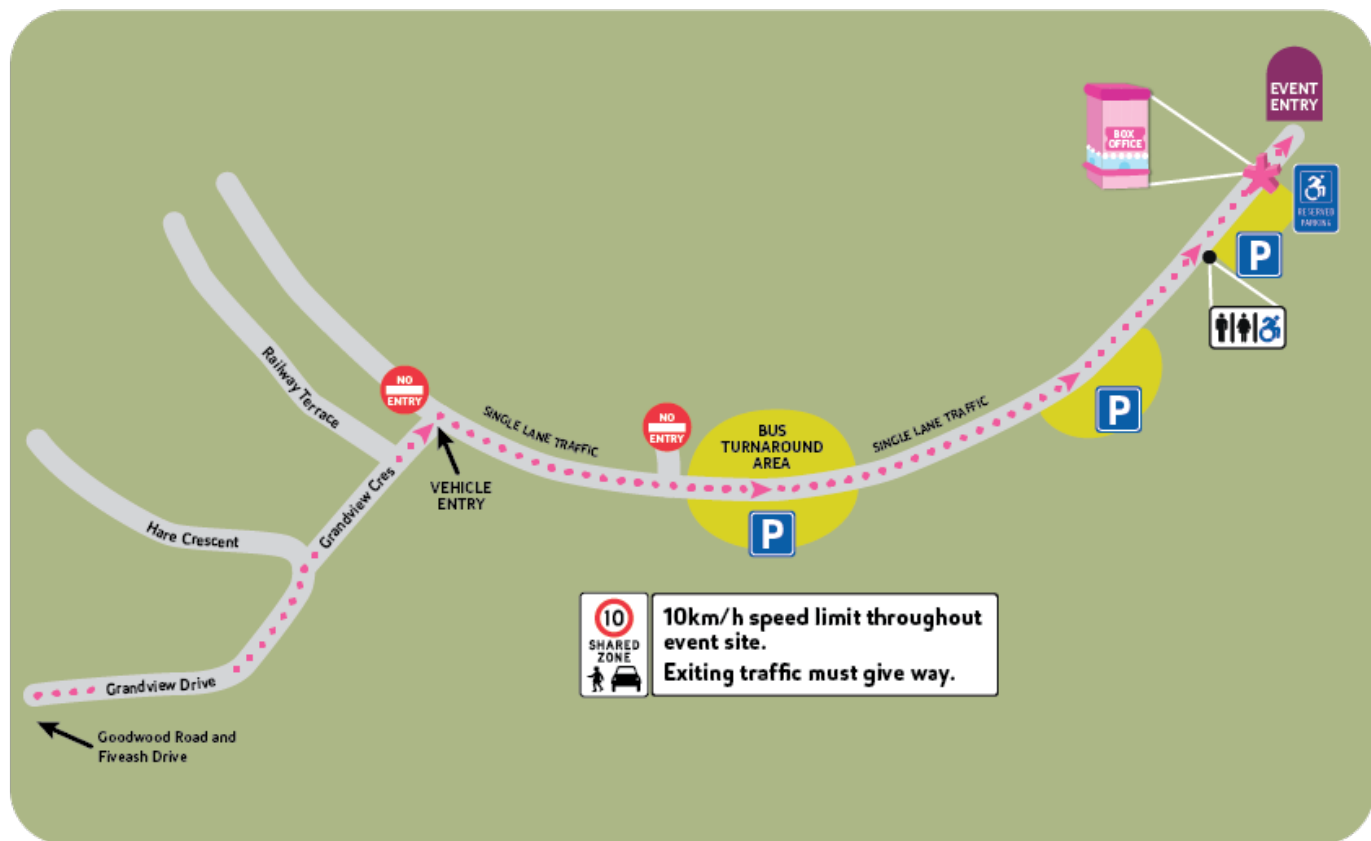 EVENT
ENTRY
BOX
OFFICE
RESERVED
PARKING
P
P
Railway Terrace
NO
ENTRY
SINGLE LANE TRAFFIC
NO
ENTRY
BUS
TURNAROUND
AREA
SINGLE LANE TRAFFIC
Grandview Cres
VEHICLE
ENTRY
Hare Crescent
P
10
SHARED
ZONE
10km/h speed limit throughout
event site.
Exiting traffic must give way.
Grandview Drive
Goodwood Road and
Fiveash Drive